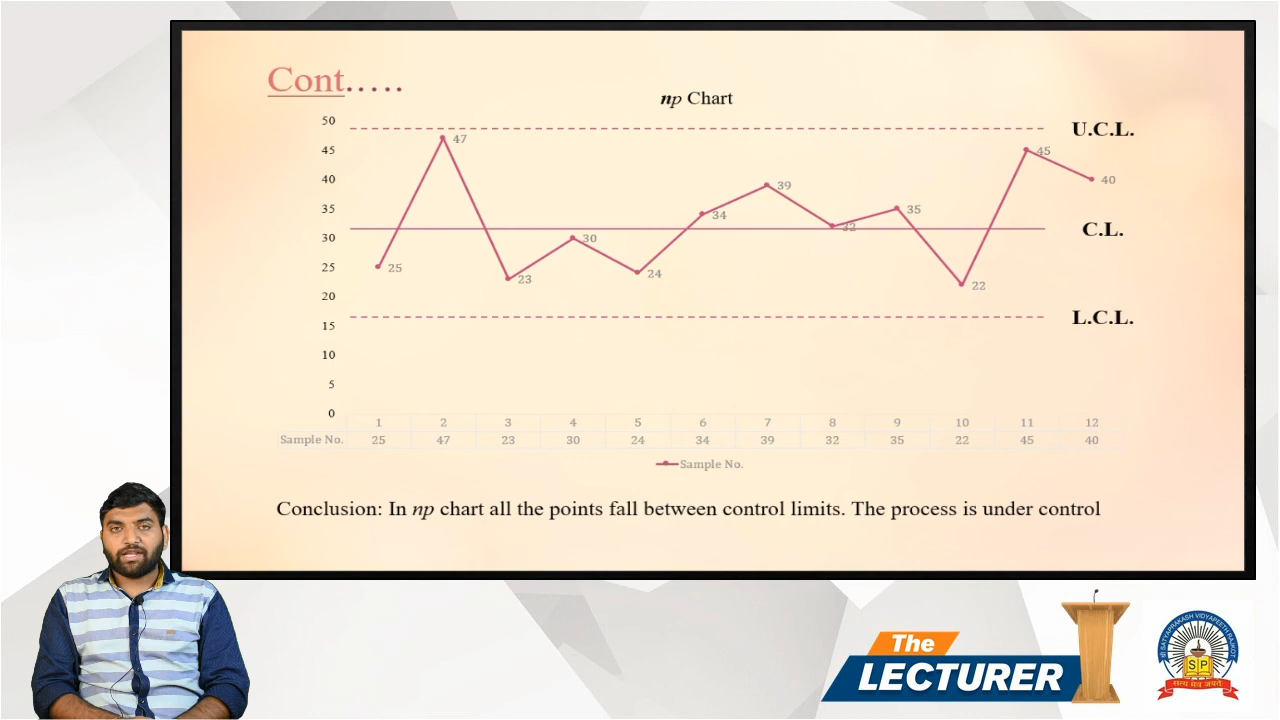 Cont.....
np Chart
50
45
40
35
30
25
20
15
10
5
0
U.C.L.
C.L.
L.C.L.
25
47
23
30
24
34
39
32
35
22
45
40
1 2 3 4 5 6 7 8 9 10 11 12
Sample No. 25 47 23 30 24 34 39 32 35 22 45 40
Sample No.
Conclusion: In np chart all the points fall between control limits. The process is under control
The
LECTURER
SP
सत्य मेव जयते